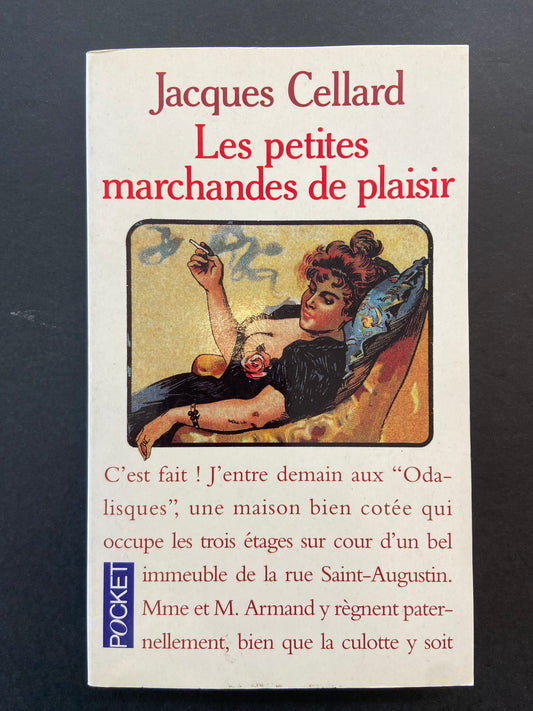 Jacques Cellard
Les petites
marchandes de plaisir
C'est fait ! J'entre demain aux “Oda-
lisques”, une maison bien cotée qui
occupe les trois étages sur cour d'un bel
immeuble de la rue Saint-Augustin.
Mme et M. Armand y règnent pater-
nellement, bien que la culotte y soit
POCKET